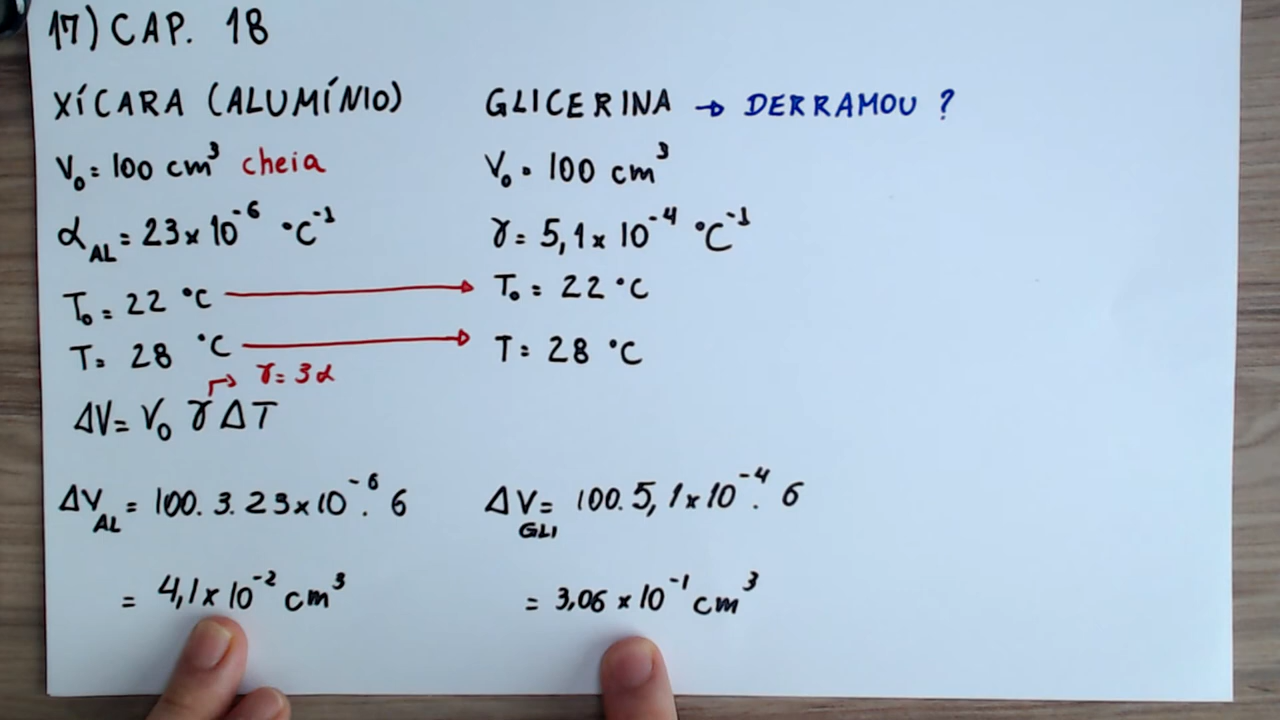 17) CAP. 18
XÍCARA (ALUMÍNIO)
V₀ = 100 cm³ cheia
α_AL = 23 x 10⁻⁶ °C⁻¹
T₀ = 22 °C →
T = 28 °C →
→ γ = 3α
ΔV = V₀ γ ΔT
ΔV_AL = 100. 3. 23 x 10⁻⁶. 6
= 4,1 x 10⁻² cm³
GLICERINA → DERRAMOU ?
V₀ = 100 cm³
γ = 5,1 x 10⁻⁴ °C⁻¹
T₀ = 22 °C
T = 28 °C
ΔV_GLI = 100. 5,1 x 10⁻⁴. 6
= 3,06 x 10⁻¹ cm³